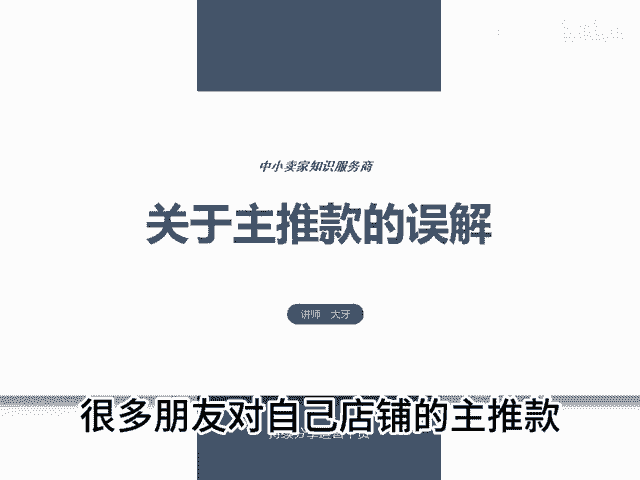 中小卖家知识服务商
关于主推款的误解
讲师 大牙
很多朋友对自己店铺的主推款